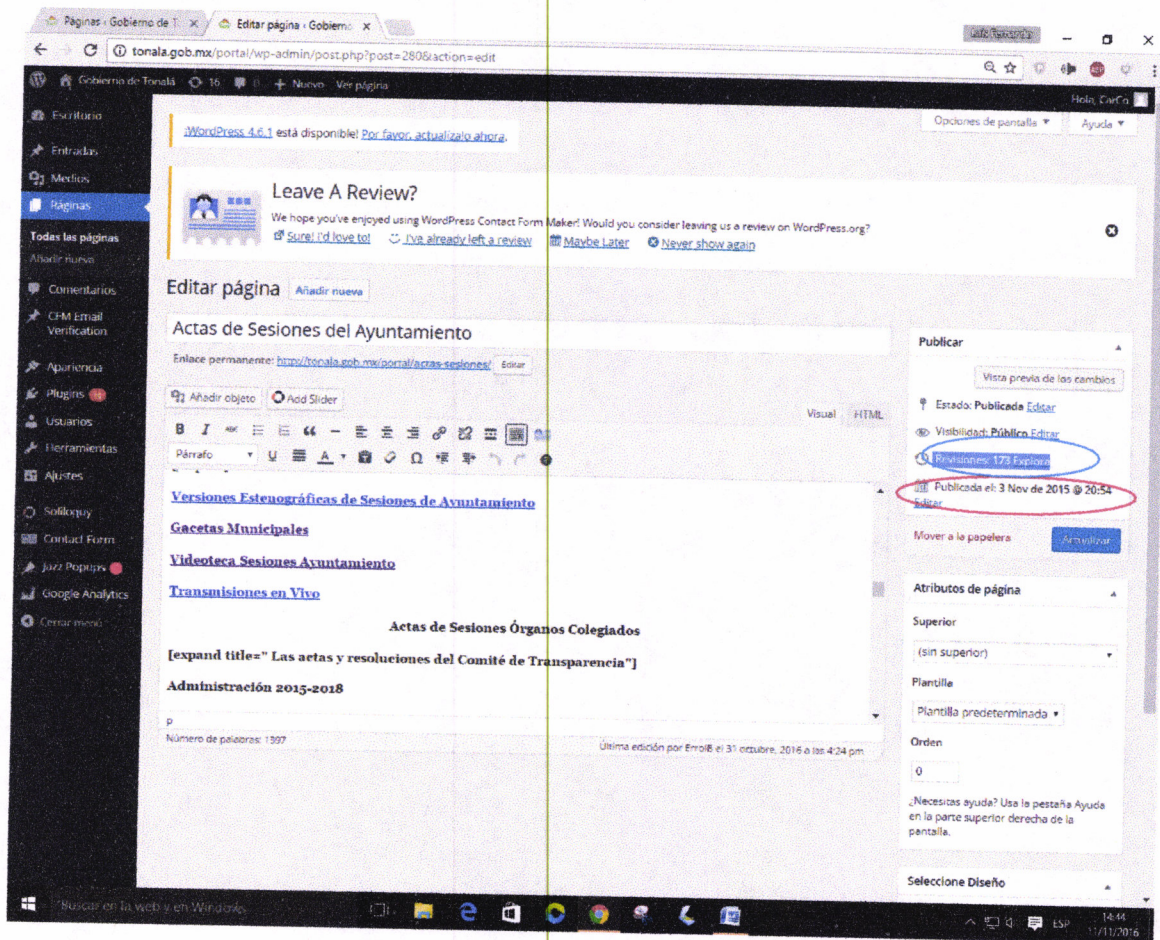 Páginas ‹ Gobierno de T
Editar página ‹ Gobierno
tonala.gob.mx/portal/wp-admin/post.php?post=280&action=edit
Gobierno de Tonalá 16 0 + Nuevo Ver página
Hola, CarCo
Escritorio
Entradas
Medios
Páginas
Todas las páginas
Añadir nueva
Comentarios
CFM Email
Verification
Apariencia
Plugins
Usuarios
Herramientas
Ajustes
Soliloquy
Contact Form
Jazz Popups
Google Analytics
Cerrar menú
Opciones de pantalla ▼ Ayuda ▼
¡WordPress 4.6.1 está disponible! Por favor, actualízalo ahora.
Leave A Review?
We hope you've enjoyed using WordPress Contact Form Maker! Would you consider leaving us a review on WordPress.org?
Sure! I'd love to! I've already left a review Maybe Later Never show again
Editar página Añadir nueva
Actas de Sesiones del Ayuntamiento
Enlace permanente: http://tonala.gob.mx/portal/actas-sesiones/ Editar
Añadir objeto Add Slider
Visual HTML
Párrafo
Versiones Estenográficas de Sesiones de Ayuntamiento
Gacetas Municipales
Videoteca Sesiones Ayuntamiento
Transmisiones en Vivo
Actas de Sesiones Órganos Colegiados
[expand title=" Las actas y resoluciones del Comité de Transparencia"]
Administración 2015-2018
P
Número de palabras: 1397
Última edición por ErrolB el 31 octubre, 2016 a las 4:24 pm
Publicar
Vista previa de los cambios
Estado: Publicada Editar
Visibilidad: Público Editar
Revisiones: 173 Explora
Publicada el: 3 Nov de 2015 @ 20:54
Editar
Mover a la papelera Actualizar
Atributos de página
Superior
(sin superior)
Plantilla
Plantilla predeterminada
Orden
0
¿Necesitas ayuda? Usa la pestaña Ayuda
en la parte superior derecha de la
pantalla.
Seleccione Diseño
Buscar en la web y en Windows
ESP
14:44
11/11/2016